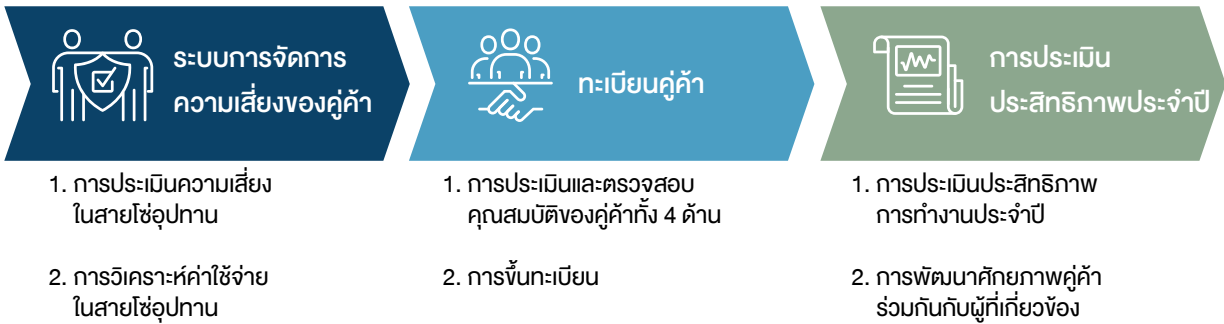 ระบบการจัดการ
ความเสี่ยงของคู่ค้า
1. การประเมินความเสี่ยง
ในสายโซ่อุปทาน
2. การวิเคราะห์ค่าใช้จ่าย
ในสายโซ่อุปทาน
ทะเบียนคู่ค้า
1. การประเมินและตรวจสอบ
คุณสมบัติของคู่ค้าทั้ง 4 ด้าน
2. การขึ้นทะเบียน
การประเมิน
ประสิทธิภาพประจำปี
1. การประเมินประสิทธิภาพ
การทำงานประจำปี
2. การพัฒนาศักยภาพคู่ค้า
ร่วมกันกับผู้ที่เกี่ยวข้อง